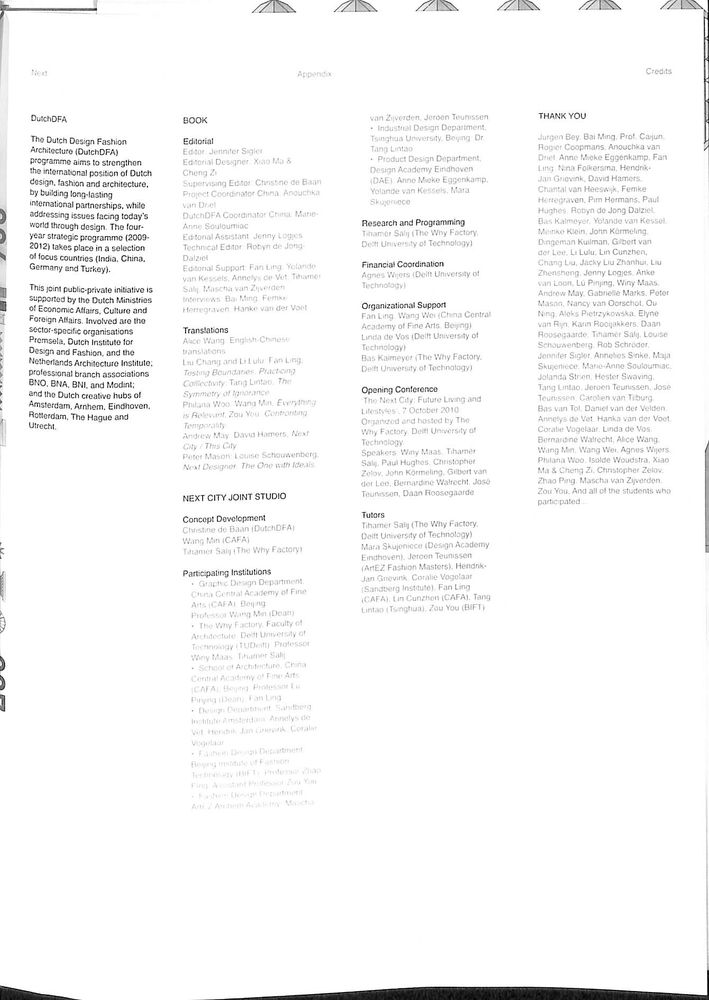 Next
Appendix
Credits
DutchDFA
The Dutch Design Fashion
Architecture (DutchDFA)
programme aims to strengthen
the international position of Dutch
design, fashion and architecture,
by building long-lasting
international partnerships, while
addressing issues facing today's
world through design. The four-
year strategic programme (2009-
2012) takes place in a selection
of focus countries (India, China,
Germany and Turkey).
This joint public-private initiative is
supported by the Dutch Ministries
of Economic Affairs, Culture and
Foreign Affairs. Involved are the
sector-specific organisations
Premsela, Dutch Institute for
Design and Fashion, and the
Netherlands Architecture Institute;
professional branch associations
BNO, BNA, BNI, and Modint;
and the Dutch creative hubs of
Amsterdam, Arnhem, Eindhoven,
Rotterdam, The Hague and
Utrecht.
BOOK
Editorial
Editor: Jennifer Sigler
Editorial Designer: Xiao Ma &
Cheng Zi
Supervising Editor: Christine de Baan
Project Coordinator China: Anouchka
van Driel
DutchDFA Coordinator China: Marie-
Anne Souloumiac
Editorial Assistant: Jenny Logjes
Technical Editor: Robyn de Jong-
Dalziel
Editorial Support: Fan Ling, Yolande
van Kessels, Annelys de Vet, Tihamer
Salij, Mascha van Zijverden
Interviews: Bai Ming, Femke
Herregraven, Hanke van der Voet
Translations
Alice Wang: English-Chinese
translations
Liu Chang and Li Lulu: Fan Ling,
Testing Boundaries: Practicing
Collectivity; Tang Lintao, The
Symmetry of Ignorance
Philana Woo: Wang Min, Everything
is Relevant; Zou You, Confronting
Temporality
Andrew May: David Hamers, Next
City / This City
Peter Mason: Louise Schouwenberg,
Next Designer: The One with Ideals
NEXT CITY JOINT STUDIO
Concept Development
Christine de Baan (DutchDFA)
Wang Min (CAFA)
Tihamer Salij (The Why Factory)
Participating Institutions
• Graphic Design Department,
China Central Academy of Fine
Arts (CAFA), Beijing:
Professor Wang Min (Dean)
• The Why Factory, Faculty of
Architecture, Delft University of
Technology (TUDelft): Professor
Winy Maas, Tihamer Salij
• School of Architecture, China
Central Academy of Fine Arts
(CAFA), Beijing: Professor Lu
Pinjing (Dean), Fan Ling
• Design Department, Sandberg
Institute Amsterdam: Annelys de
Vet, Hendrik-Jan Grievink, Coralie
Vogelaar
• Fashion Design Department,
Beijing Institute of Fashion
Technology (BIFT): Professor Zhao
Ping, Assistant Professor Zou You
• Fashion Design Department,
ArtEZ Arnhem Academy: Mascha
van Zijverden, Jeroen Teunissen
• Industrial Design Department,
Tsinghua University, Beijing: Dr.
Tang Lintao
• Product Design Department,
Design Academy Eindhoven
(DAE): Anne Mieke Eggenkamp,
Yolande van Kessels, Mara
Skujeniece
Research and Programming
Tihamer Salij (The Why Factory,
Delft University of Technology)
Financial Coordination
Agnes Wijers (Delft University of
Technology)
Organizational Support
Fan Ling, Wang Wei (China Central
Academy of Fine Arts, Beijing)
Linda de Vos (Delft University of
Technology)
Bas Kalmeyer (The Why Factory,
Delft University of Technology)
Opening Conference
The Next City: Future Living and
Lifestyles, 7 October 2010
Organized and hosted by The
Why Factory, Delft University of
Technology
Speakers: Winy Maas, Tihamer
Salij, Paul Hughes, Christopher
Zelov, John Körmeling, Gilbert van
der Lee, Bernardine Walrecht, José
Teunissen, Daan Roosegaarde
Tutors
Tihamer Salij (The Why Factory,
Delft University of Technology)
Mara Skujeniece (Design Academy
Eindhoven), Jeroen Teunissen
(ArtEZ Fashion Masters), Hendrik-
Jan Grievink, Coralie Vogelaar
(Sandberg Institute), Fan Ling
(CAFA), Lin Cunzhen (CAFA), Tang
Lintao (Tsinghua), Zou You (BIFT)
THANK YOU
Jurgen Bey, Bai Ming, Prof. Caijun,
Rogier Coopmans, Anouchka van
Driel, Anne Mieke Eggenkamp, Fan
Ling, Nina Folkersma, Hendrik-
Jan Grievink, David Hamers,
Chantal van Heeswijk, Femke
Herregraven, Pim Hermans, Paul
Hughes, Robyn de Jong Dalziel,
Bas Kalmeyer, Yolande van Kessel,
Meinke Klein, John Körmeling,
Dingeman Kuilman, Gilbert van
der Lee, Li Lulu, Lin Cunzhen,
Chang Liu, Jacky Liu Zhanhui, Liu
Zhensheng, Jenny Logjes, Anke
van Loon, Lü Pinjing, Winy Maas,
Andrew May, Gabrielle Marks, Peter
Mason, Nancy van Oorschot, Ou
Ning, Aleks Pietrzykowska, Elyne
van Rijn, Karin Rooijakkers, Daan
Roosegaarde, Tihamer Salij, Louise
Schouwenberg, Rob Schröder,
Jennifer Sigler, Annelies Sinke, Maja
Skujeniece, Marie-Anne Souloumiac,
Jolanda Strien, Hester Swaving,
Tang Lintao, Jeroen Teunissen, José
Teunissen, Carolien van Tilburg,
Bas van Tol, Daniel van der Velden,
Annelys de Vet, Hanka van der Voet,
Coralie Vogelaar, Linda de Vos,
Bernardine Walrecht, Alice Wang,
Wang Min, Wang Wei, Agnes Wijers,
Philana Woo, Isolde Woudstra, Xiao
Ma & Cheng Zi, Christopher Zelov,
Zhao Ping, Mascha van Zijverden,
Zou You, And all of the students who
participated...